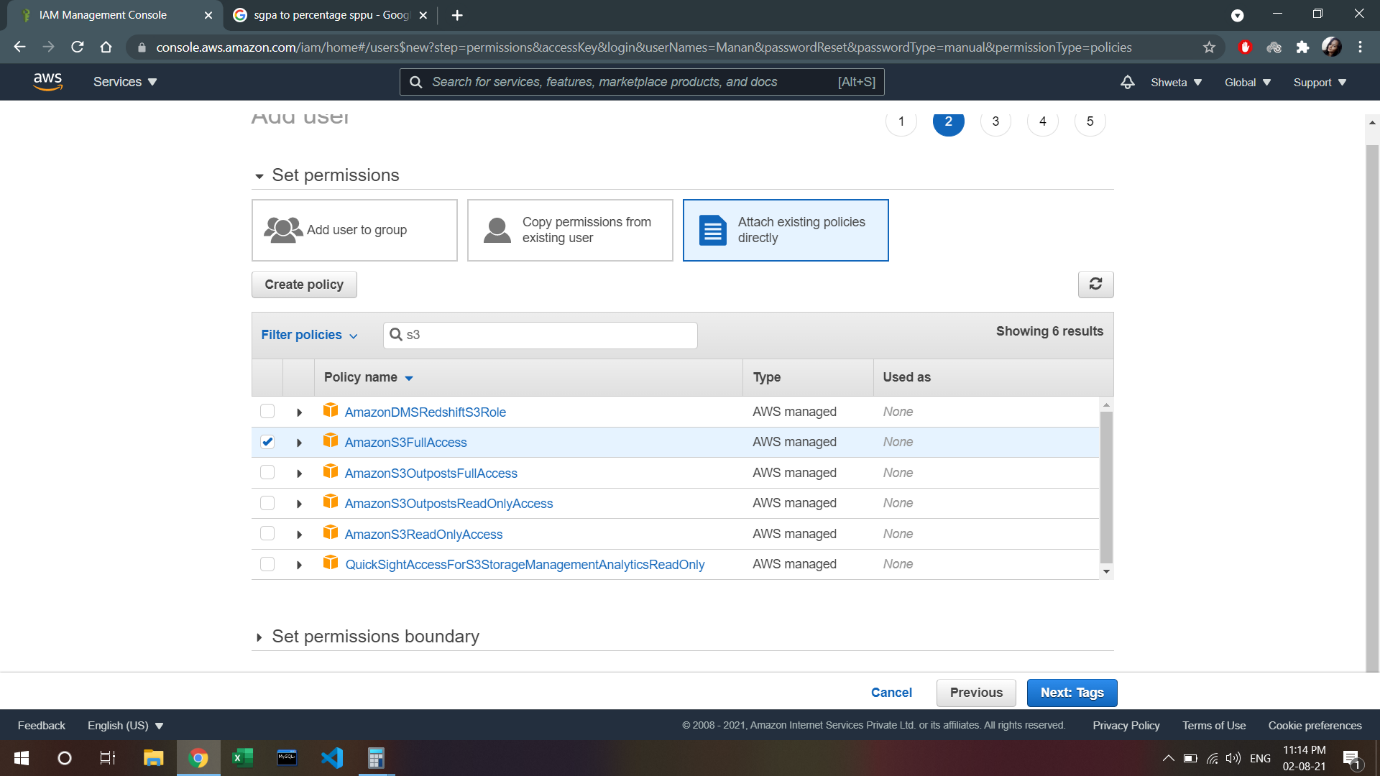 IAM Management Console
sgpa to percentage sppu - Goog
console.aws.amazon.com/iam/home#/users$new?step=permissions&accessKey&login&userNames=Manan&passwordReset&passwordType=manual&permissionType=policies
aws
Services
Search for services, features, marketplace products, and docs
[Alt+S]
Shweta
Global
Support
Add user
1
2
3
4
5
Set permissions
Add user to group
Copy permissions from
existing user
Attach existing policies
directly
Create policy
Filter policies
s3
Showing 6 results
Policy name
Type
Used as
AmazonDMSRedshiftS3Role
AWS managed
None
AmazonS3FullAccess
AWS managed
None
AmazonS3OutpostsFullAccess
AWS managed
None
AmazonS3OutpostsReadOnlyAccess
AWS managed
None
AmazonS3ReadOnlyAccess
AWS managed
None
QuickSightAccessForS3StorageManagementAnalyticsReadOnly
AWS managed
None
Set permissions boundary
Cancel
Previous
Next: Tags
Feedback
English (US)
© 2008 - 2021, Amazon Internet Services Private Ltd. or its affiliates. All rights reserved.
Privacy Policy
Terms of Use
Cookie preferences
MySQL
ENG
11:14 PM
02-08-21
1